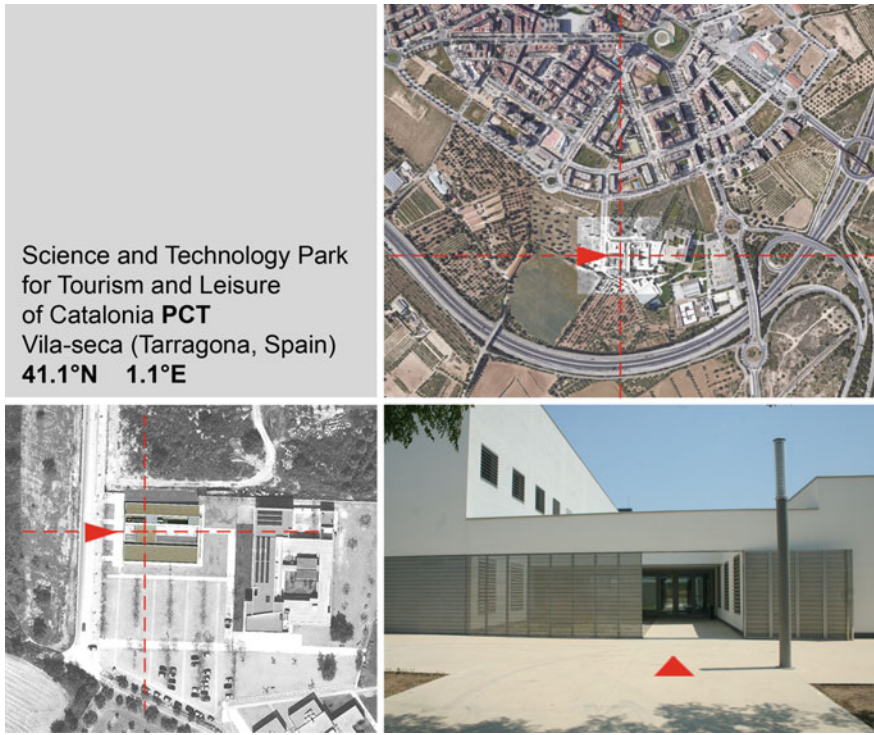 Science and Technology Park
for Tourism and Leisure
of Catalonia PCT
Vila-seca (Tarragona, Spain)
41.1°N 1.1°E